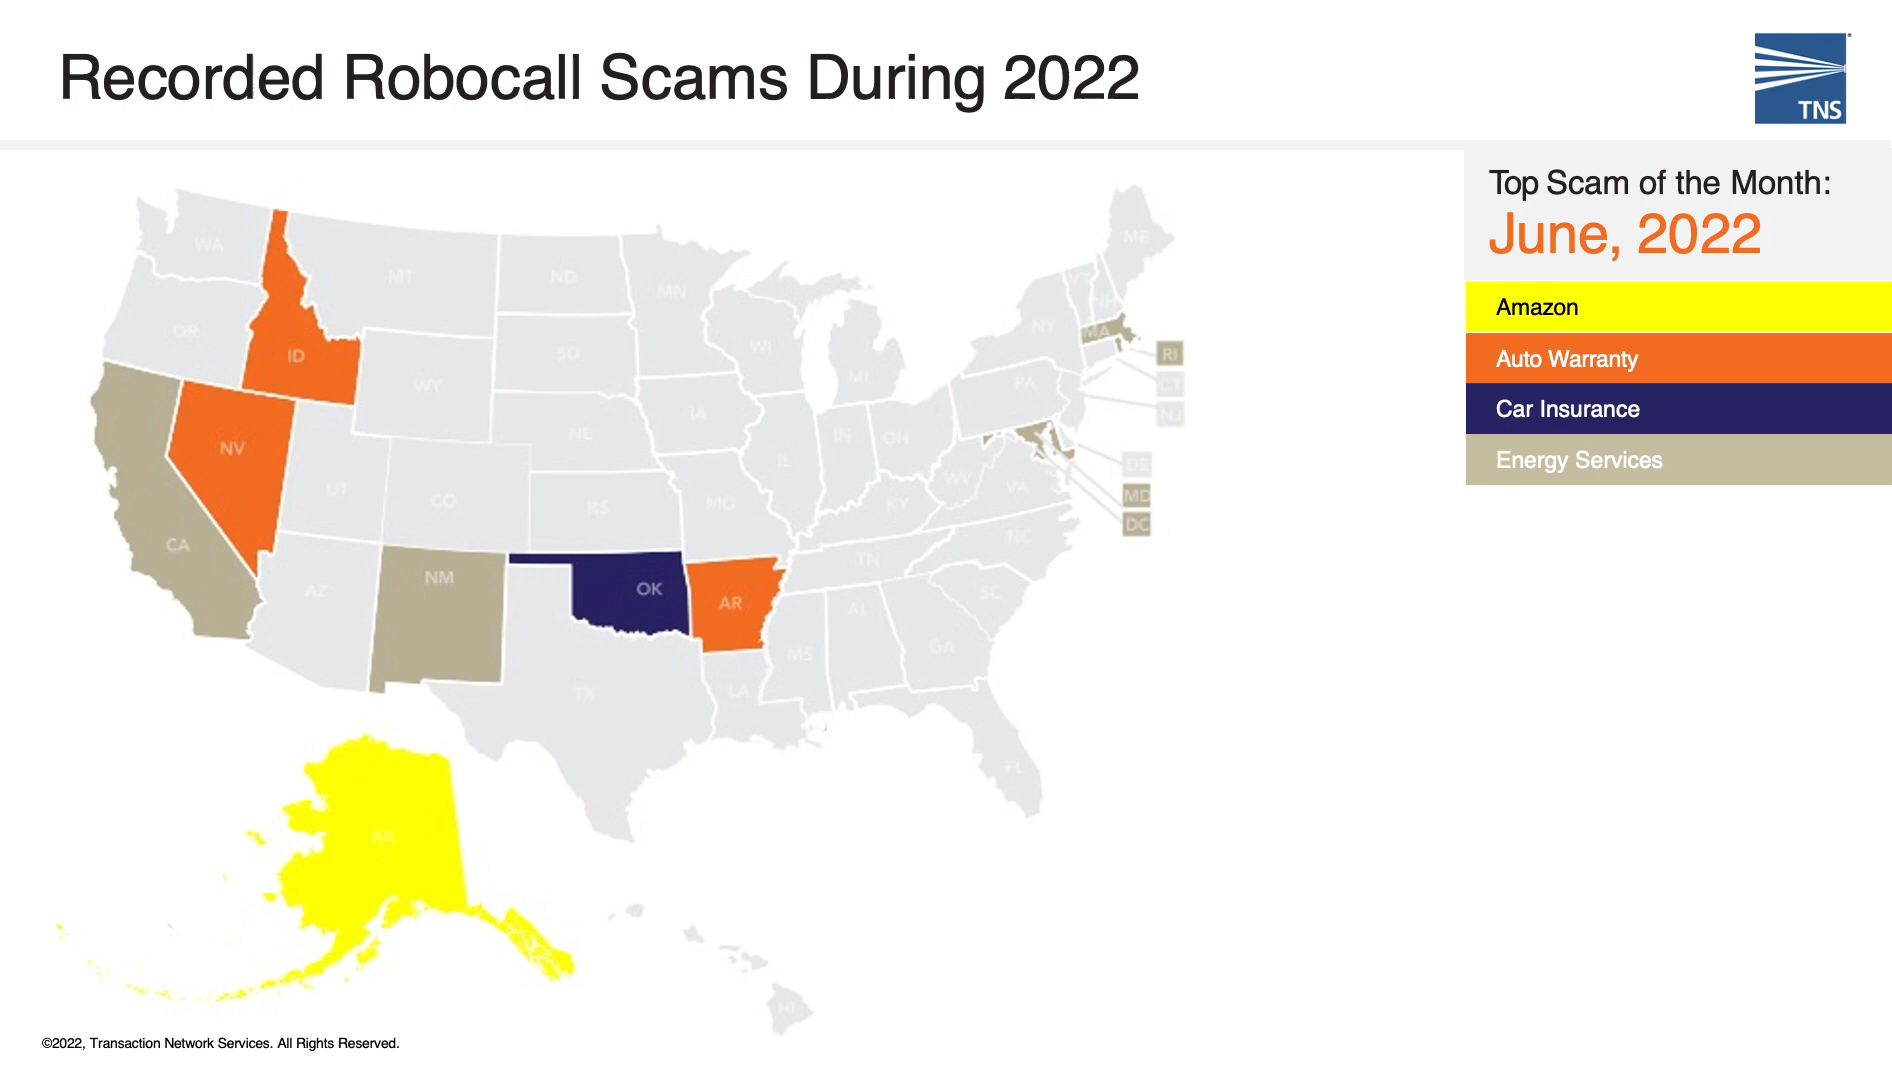 Recorded Robocall Scams During 2022
TNS
Top Scam of the Month:
June, 2022
Amazon
Auto Warranty
Car Insurance
Energy Services
WA
MT
ND
MN
ME
VT
NH
OR
ID
SD
WI
NY
MA
RI
WY
MI
PA
CT
IA
NJ
NV
NE
IN
OH
IL
DE
UT
CO
KS
MO
WV
VA
MD
KY
DC
CA
NC
TN
NM
AZ
OK
AR
SC
AL
GA
MS
TX
LA
FL
AK
HI
©2022, Transaction Network Services. All Rights Reserved.